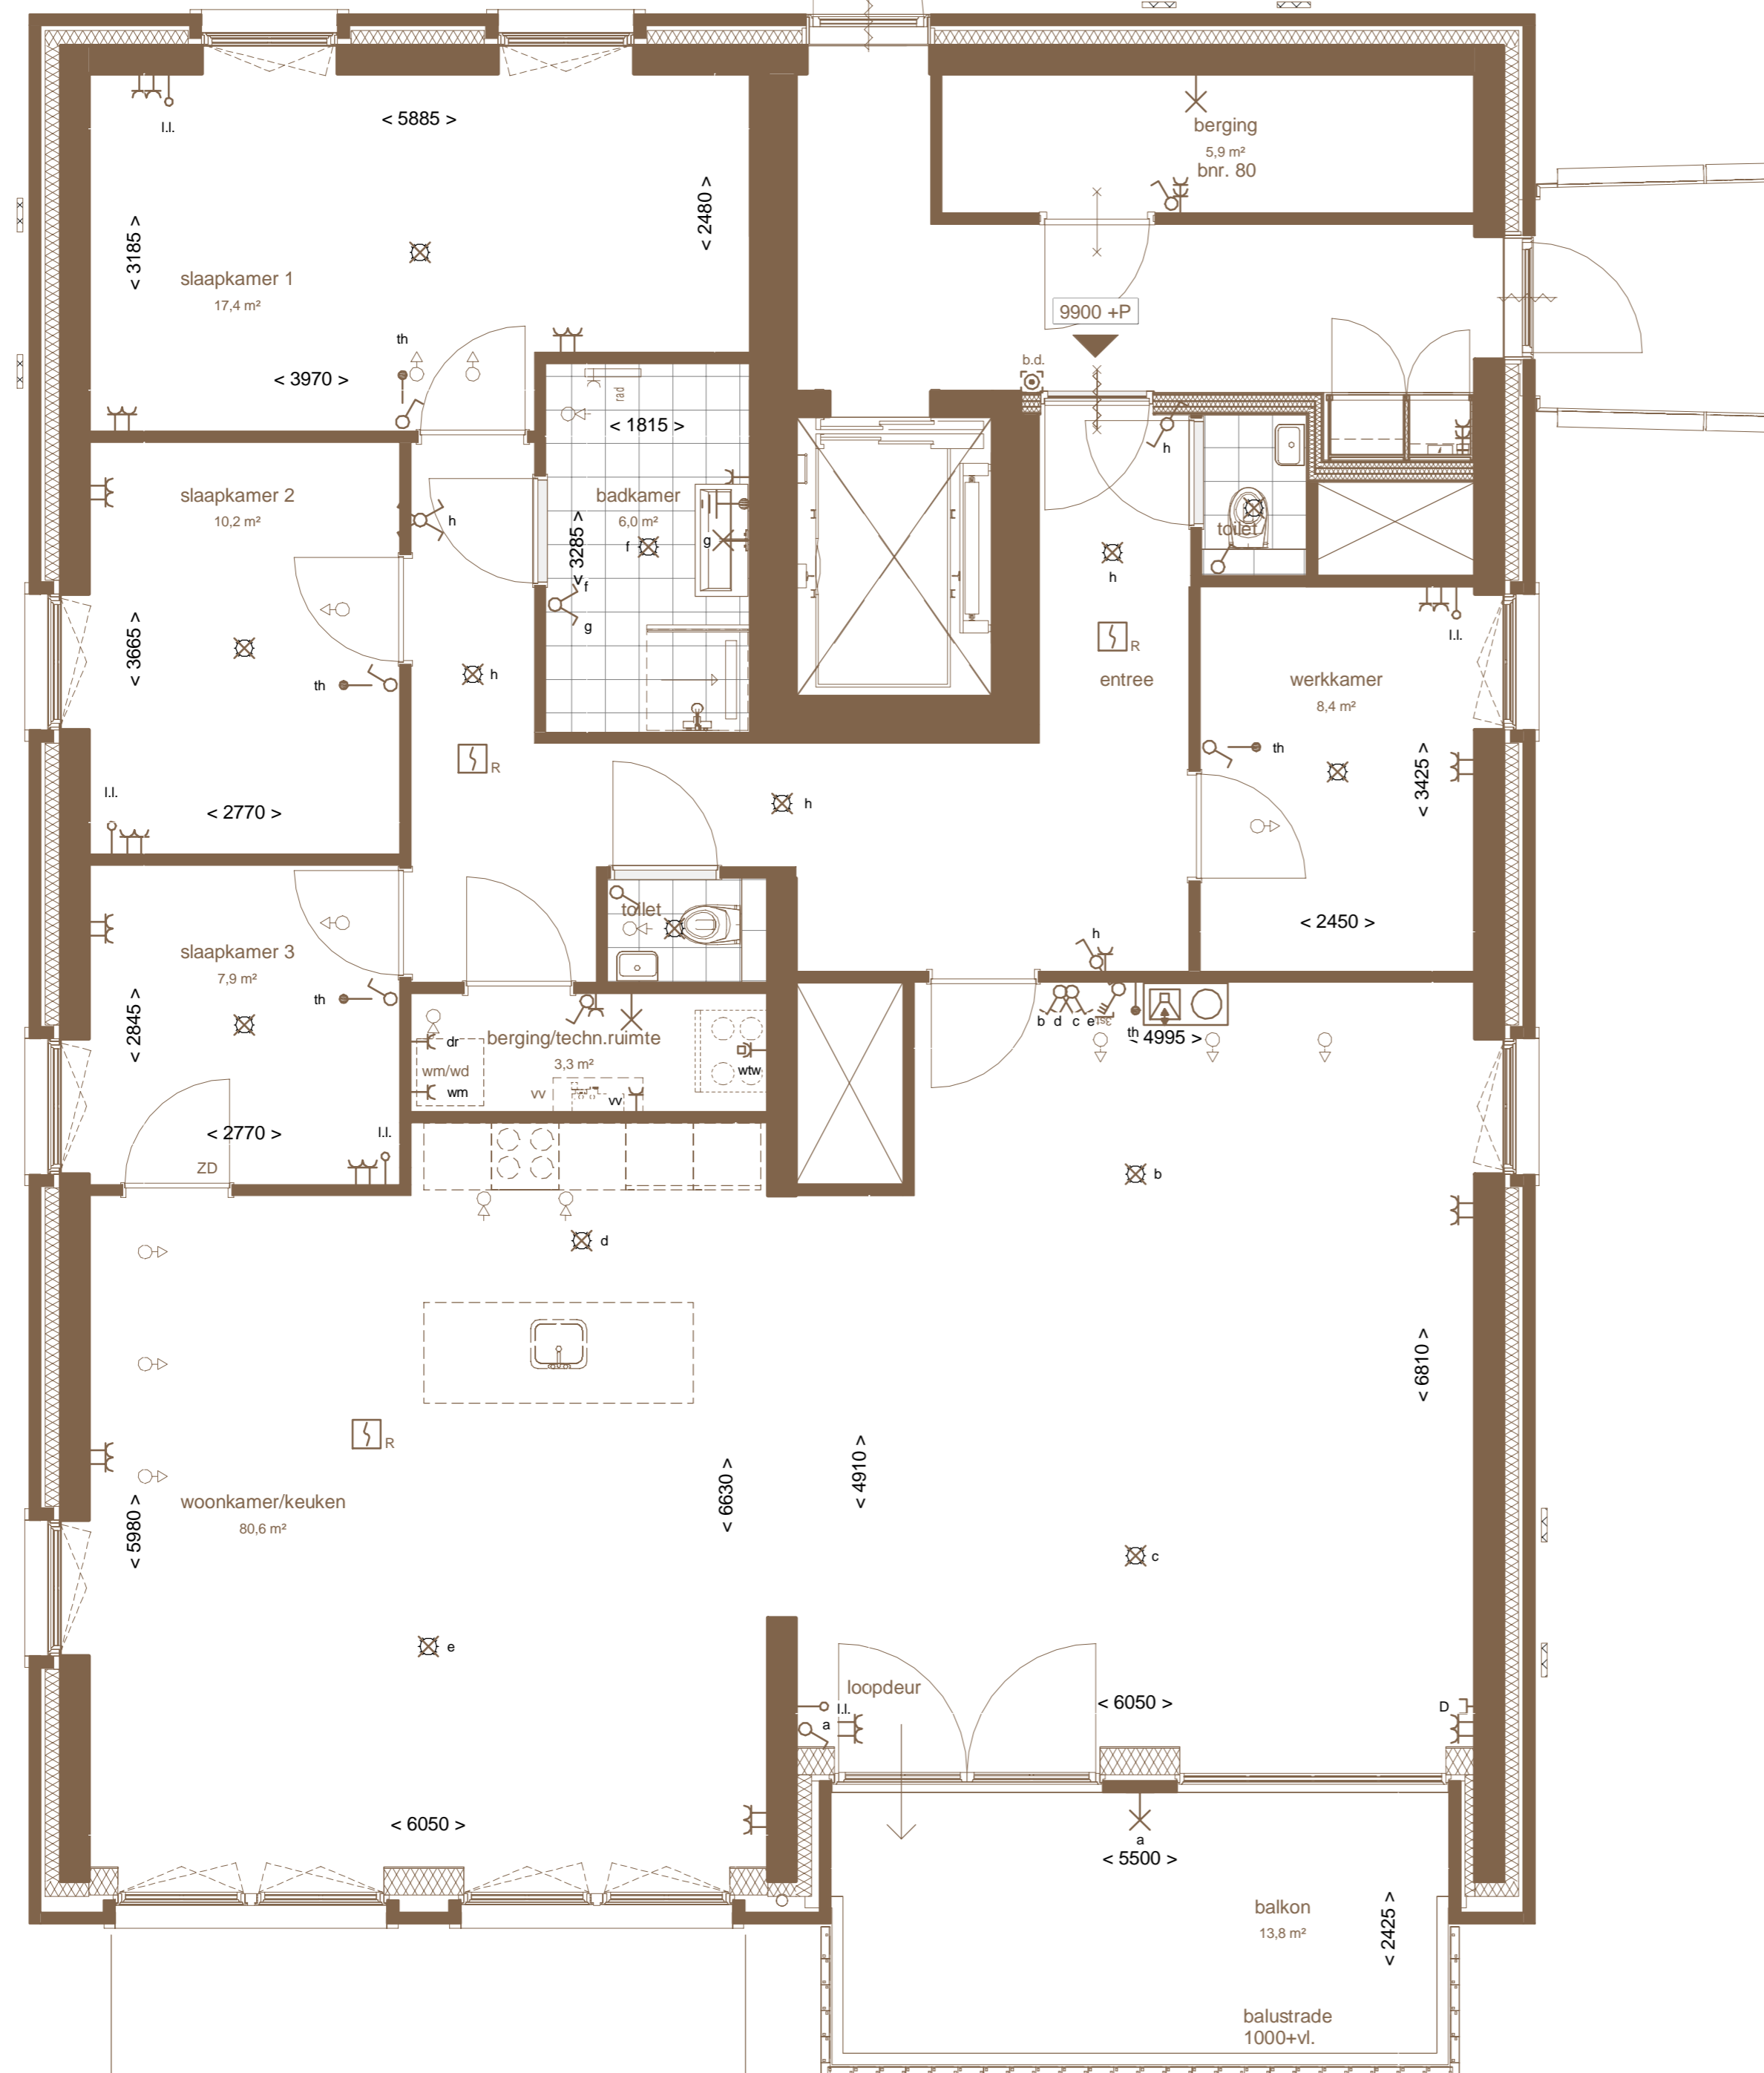 < 5885 >
l.l.
berging
5,9 m²
bnr. 80
< 2480 >
< 3185 >
slaapkamer 1
17,4 m²
9900 +P
th
b.d.
< 3970 >
rad
< 1815 >
h
h
slaapkamer 2
10,2 m²
badkamer
6,0 m²
f
g
< 3285 >
f
g
toilet
h
R
entree
l.l.
< 3665 >
th
h
werkkamer
8,4 m²
th
R
< 3425 >
l.l.
< 2770 >
h
toilet
< 2450 >
h
slaapkamer 3
7,9 m²
th
< 2845 >
b d c e
3st
th
< 4995 >
dr
berging/techn.ruimte
3,3 m²
wm/wd
wm
vv
vv
wtw
< 2770 >
l.l.
ZD
b
d
< 6810 >
R
< 4910 >
< 6630 >
woonkamer/keuken
80,6 m²
< 5980 >
c
e
loopdeur
< 6050 >
l.l.
a
D
< 6050 >
a
< 5500 >
balkon
13,8 m²
< 2425 >
balustrade
1000+vl.